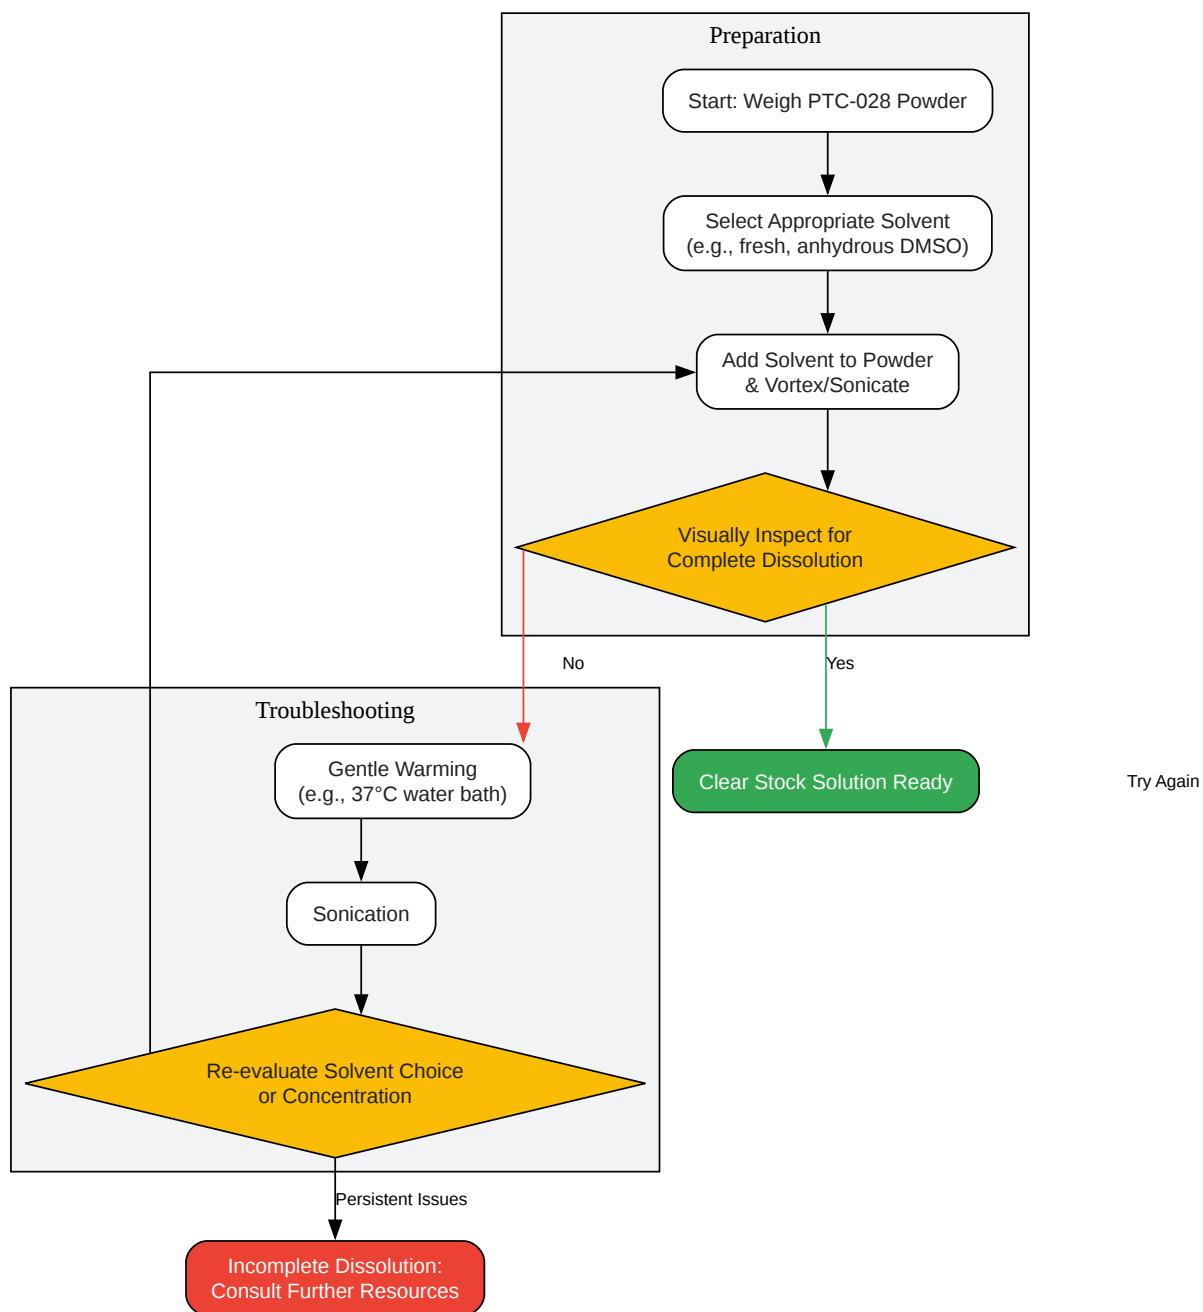 Preparation
Start: Weigh PTC-028 Powder
Select Appropriate Solvent
(e.g., fresh, anhydrous DMSO)
Add Solvent to Powder
& Vortex/Sonicate
Visually Inspect for
Complete Dissolution
No
Yes
Troubleshooting
Gentle Warming
(e.g., 37°C water bath)
Clear Stock Solution Ready
Try Again
Sonication
Re-evaluate Solvent Choice
or Concentration
Persistent Issues
Incomplete Dissolution:
Consult Further Resources